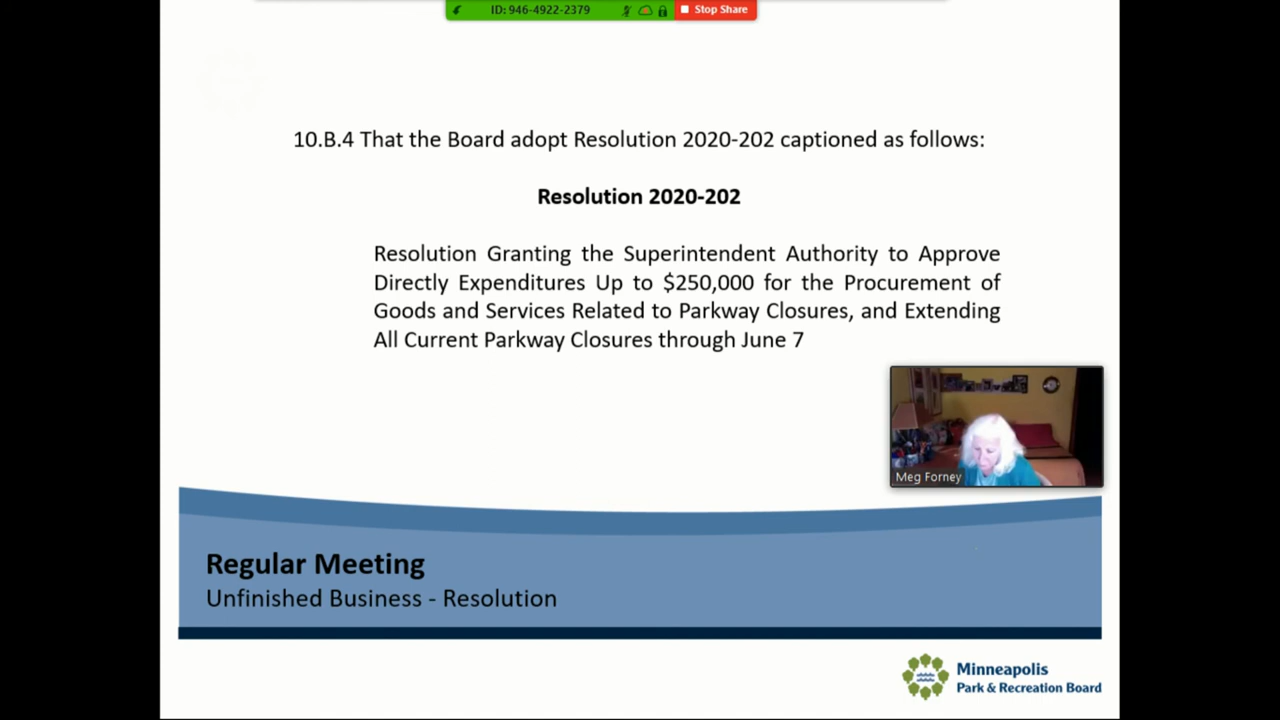 ID: 946-4922-2379
Stop Share
10.B.4 That the Board adopt Resolution 2020-202 captioned as follows:
Resolution 2020-202
Resolution Granting the Superintendent Authority to Approve
Directly Expenditures Up to $250,000 for the Procurement of
Goods and Services Related to Parkway Closures, and Extending
All Current Parkway Closures through June 7
Meg Forney
Regular Meeting
Unfinished Business - Resolution
Minneapolis
Park & Recreation Board